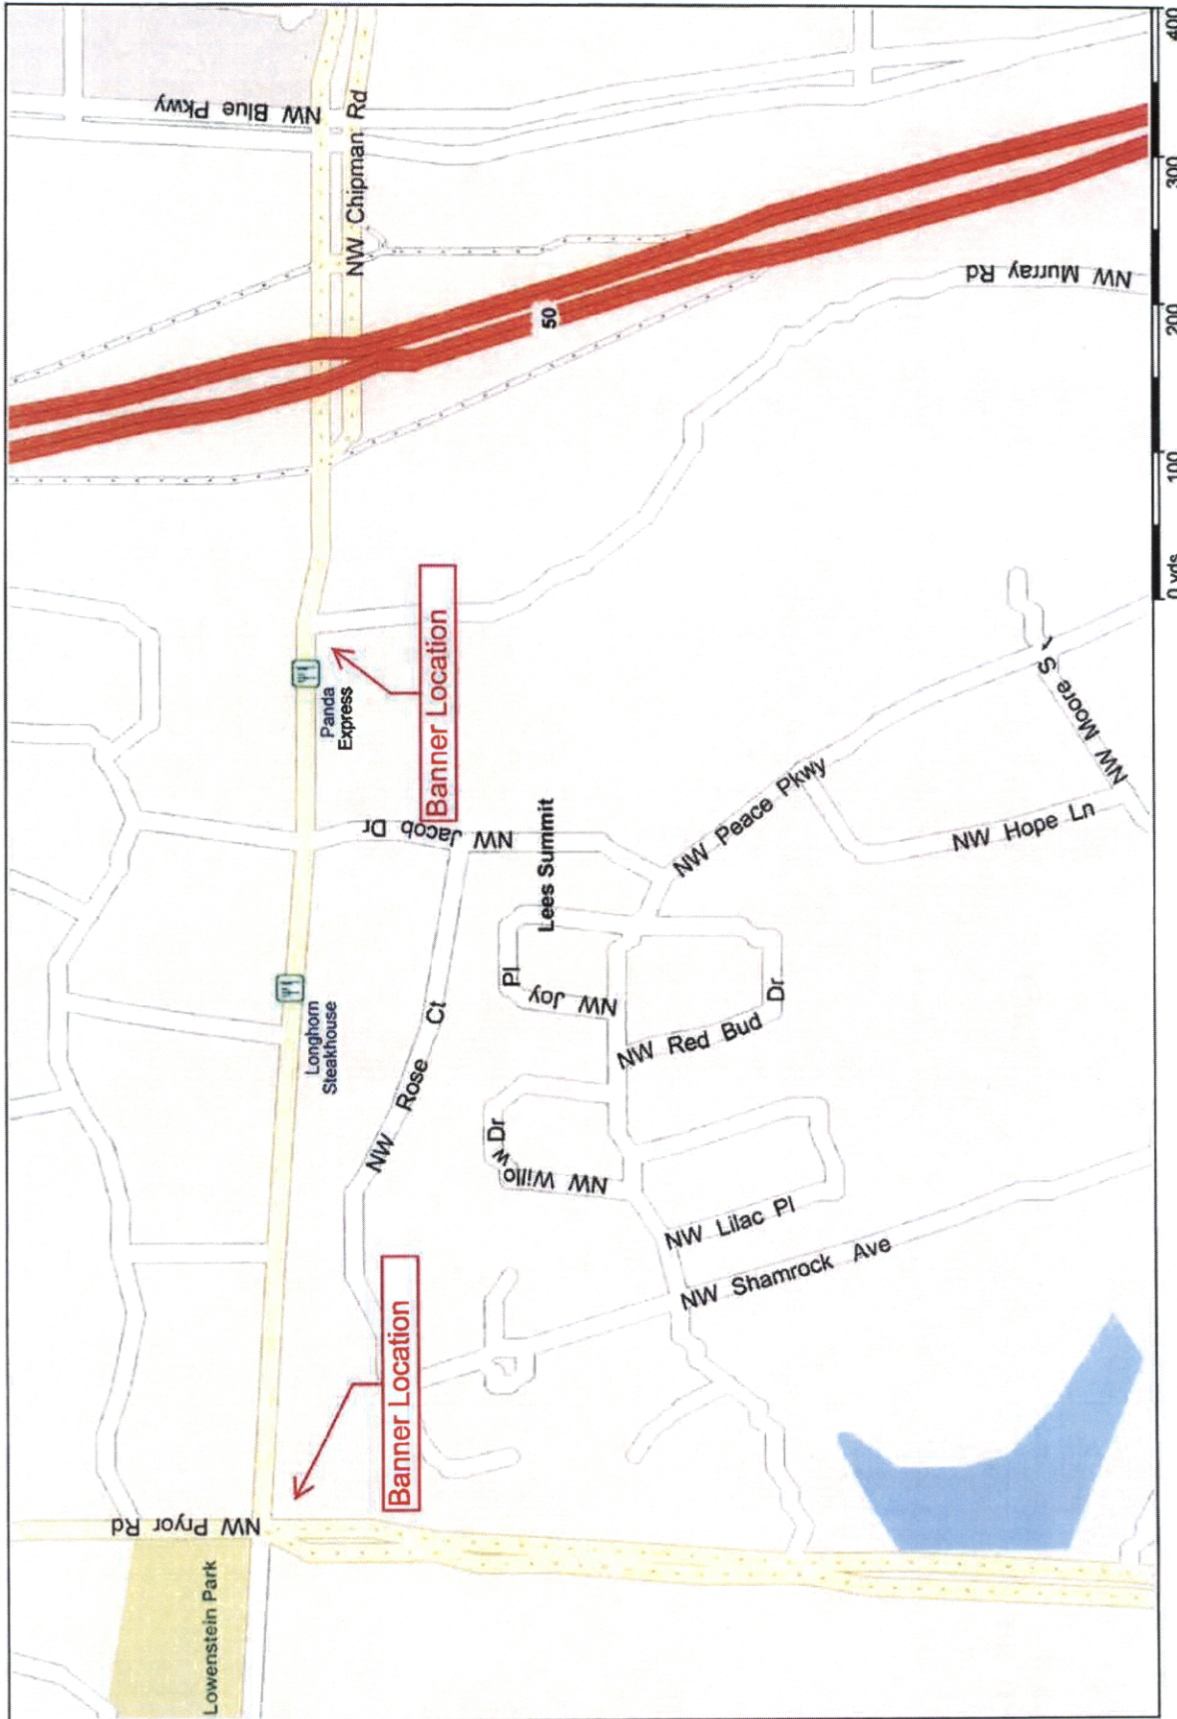 NW Blue Pkwy
NW Chipman Rd
50
NW Murray Rd
Banner Location
Panda
Express
NW Jacob Dr
Lees Summit
NW Peace Pkwy
NW Moore St
NW Hope Ln
Longhorn
Steakhouse
NW Rose Ct
NW Joy Pl
NW Red Bud Dr
NW Willow Dr
NW Lilac Pl
NW Shamrock Ave
Banner Location
NW Pryor Rd
Lowenstein Park
0 yds 100 200 300 400